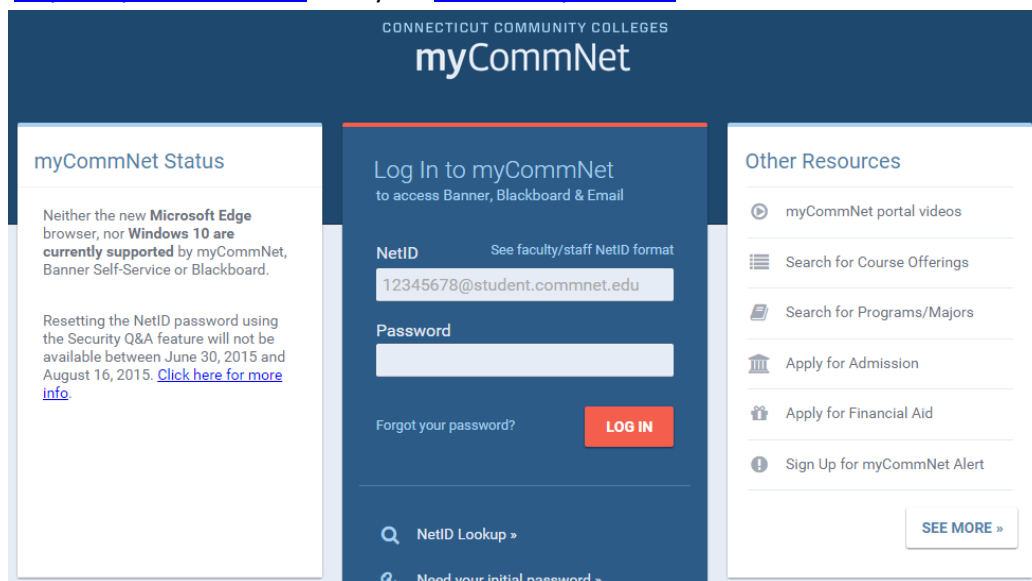 CONNECTICUT COMMUNITY COLLEGES
myCommNet
myCommNet Status
Neither the new Microsoft Edge
browser, nor Windows 10 are
currently supported by myCommNet,
Banner Self-Service or Blackboard.
Resetting the NetID password using
the Security Q&A feature will not be
available between June 30, 2015 and
August 16, 2015. Click here for more
info.
Log In to myCommNet
to access Banner, Blackboard & Email
NetID See faculty/staff NetID format
12345678@student.commnet.edu
Password
Forgot your password? LOG IN
NetID Lookup »
Need your initial password »
Other Resources
myCommNet portal videos
Search for Course Offerings
Search for Programs/Majors
Apply for Admission
Apply for Financial Aid
Sign Up for myCommNet Alert
SEE MORE »